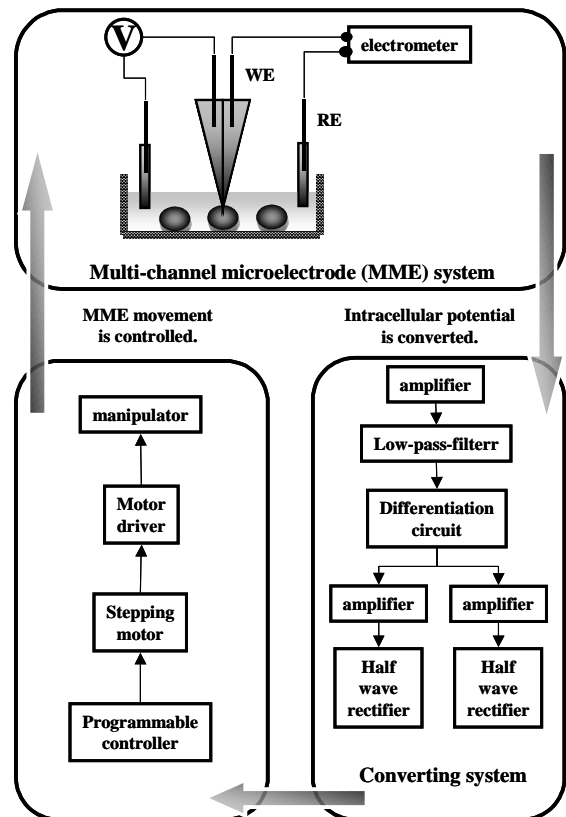 V
electrometer
WE
RE
Multi-channel microelectrode (MME) system
MME movement
is controlled.
Intracellular potential
is converted.
manipulator
Motor
driver
Stepping
motor
Programmable
controller
amplifier
Low-pass-filterr
Differentiation
circuit
amplifier
amplifier
Half
wave
rectifier
Half
wave
rectifier
Converting system